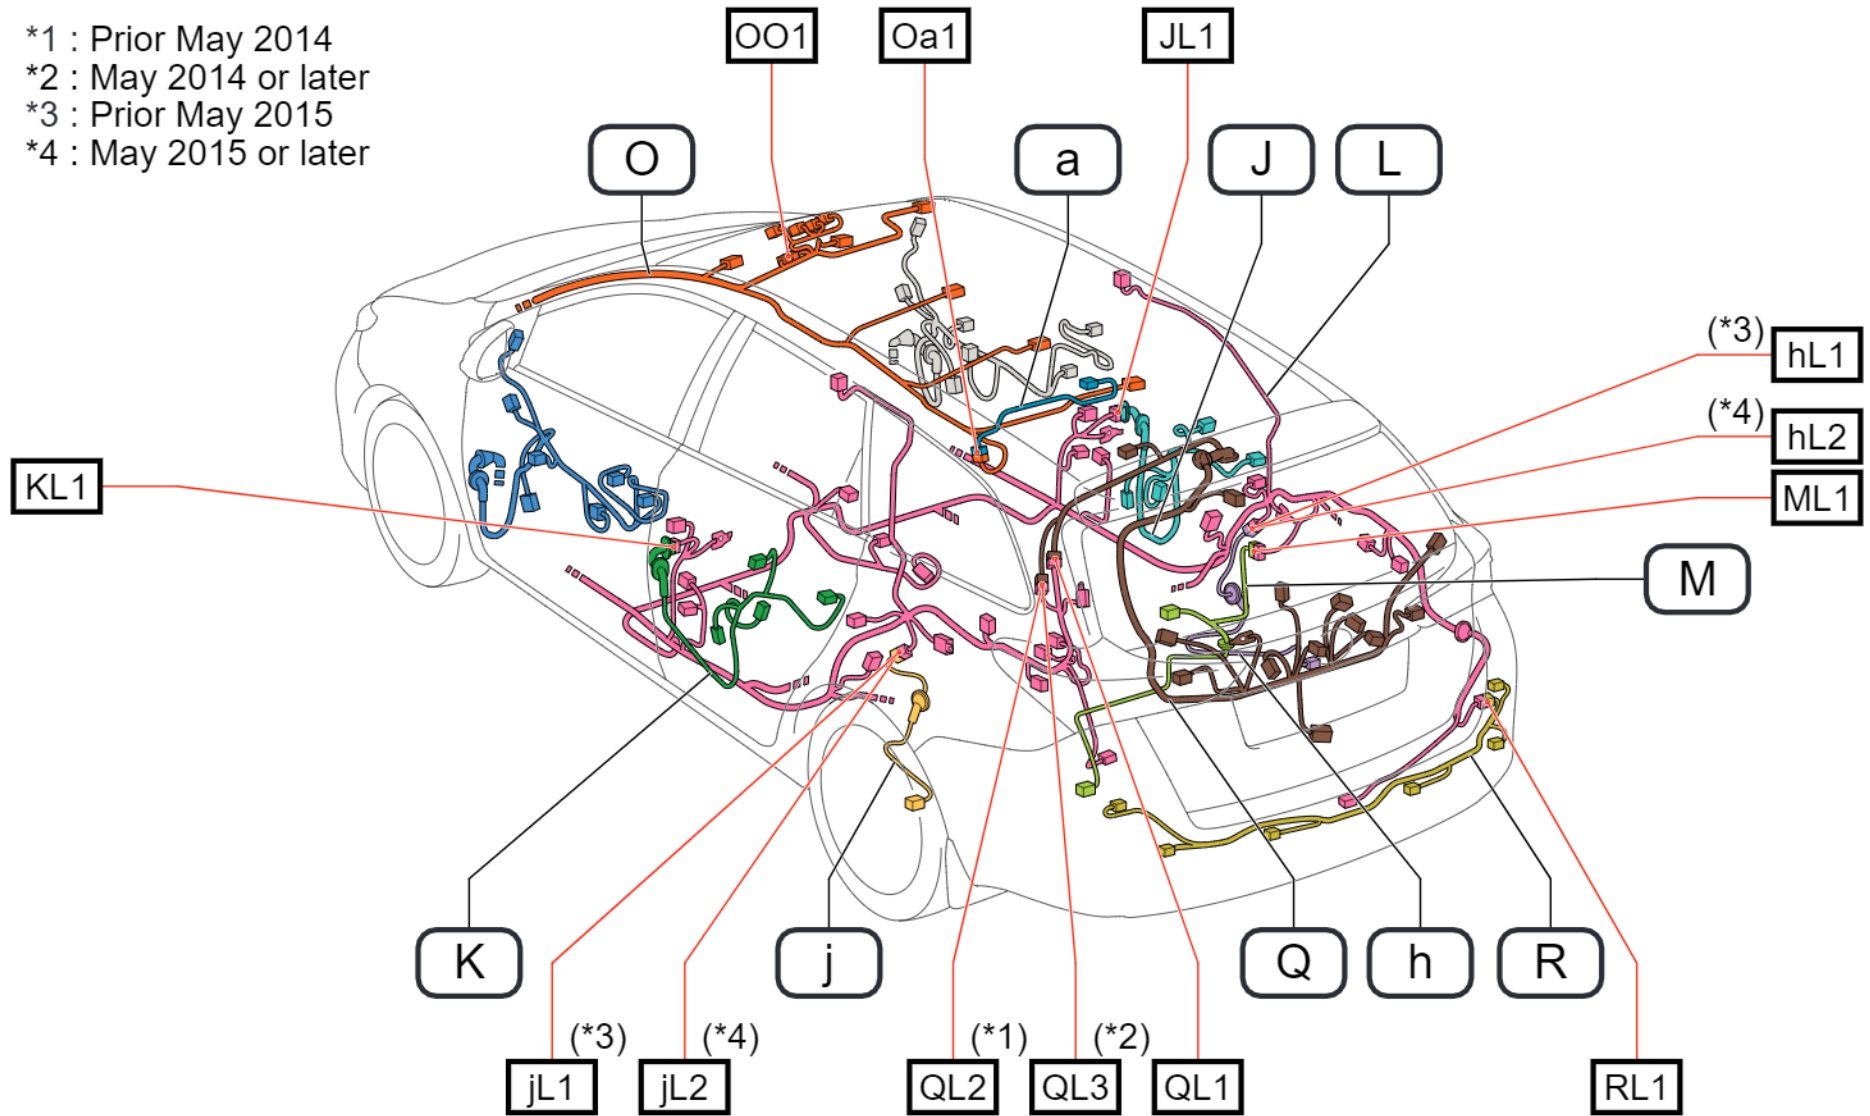 *1 : Prior May 2014
*2 : May 2014 or later
*3 : Prior May 2015
*4 : May 2015 or later
OO1
Oa1
JL1
O
a
J
L
(*3)
hL1
(*4)
hL2
KL1
ML1
M
K
j
Q
h
R
(*3)
(*4)
(*1)
(*2)
jL1
jL2
QL2
QL3
QL1
RL1